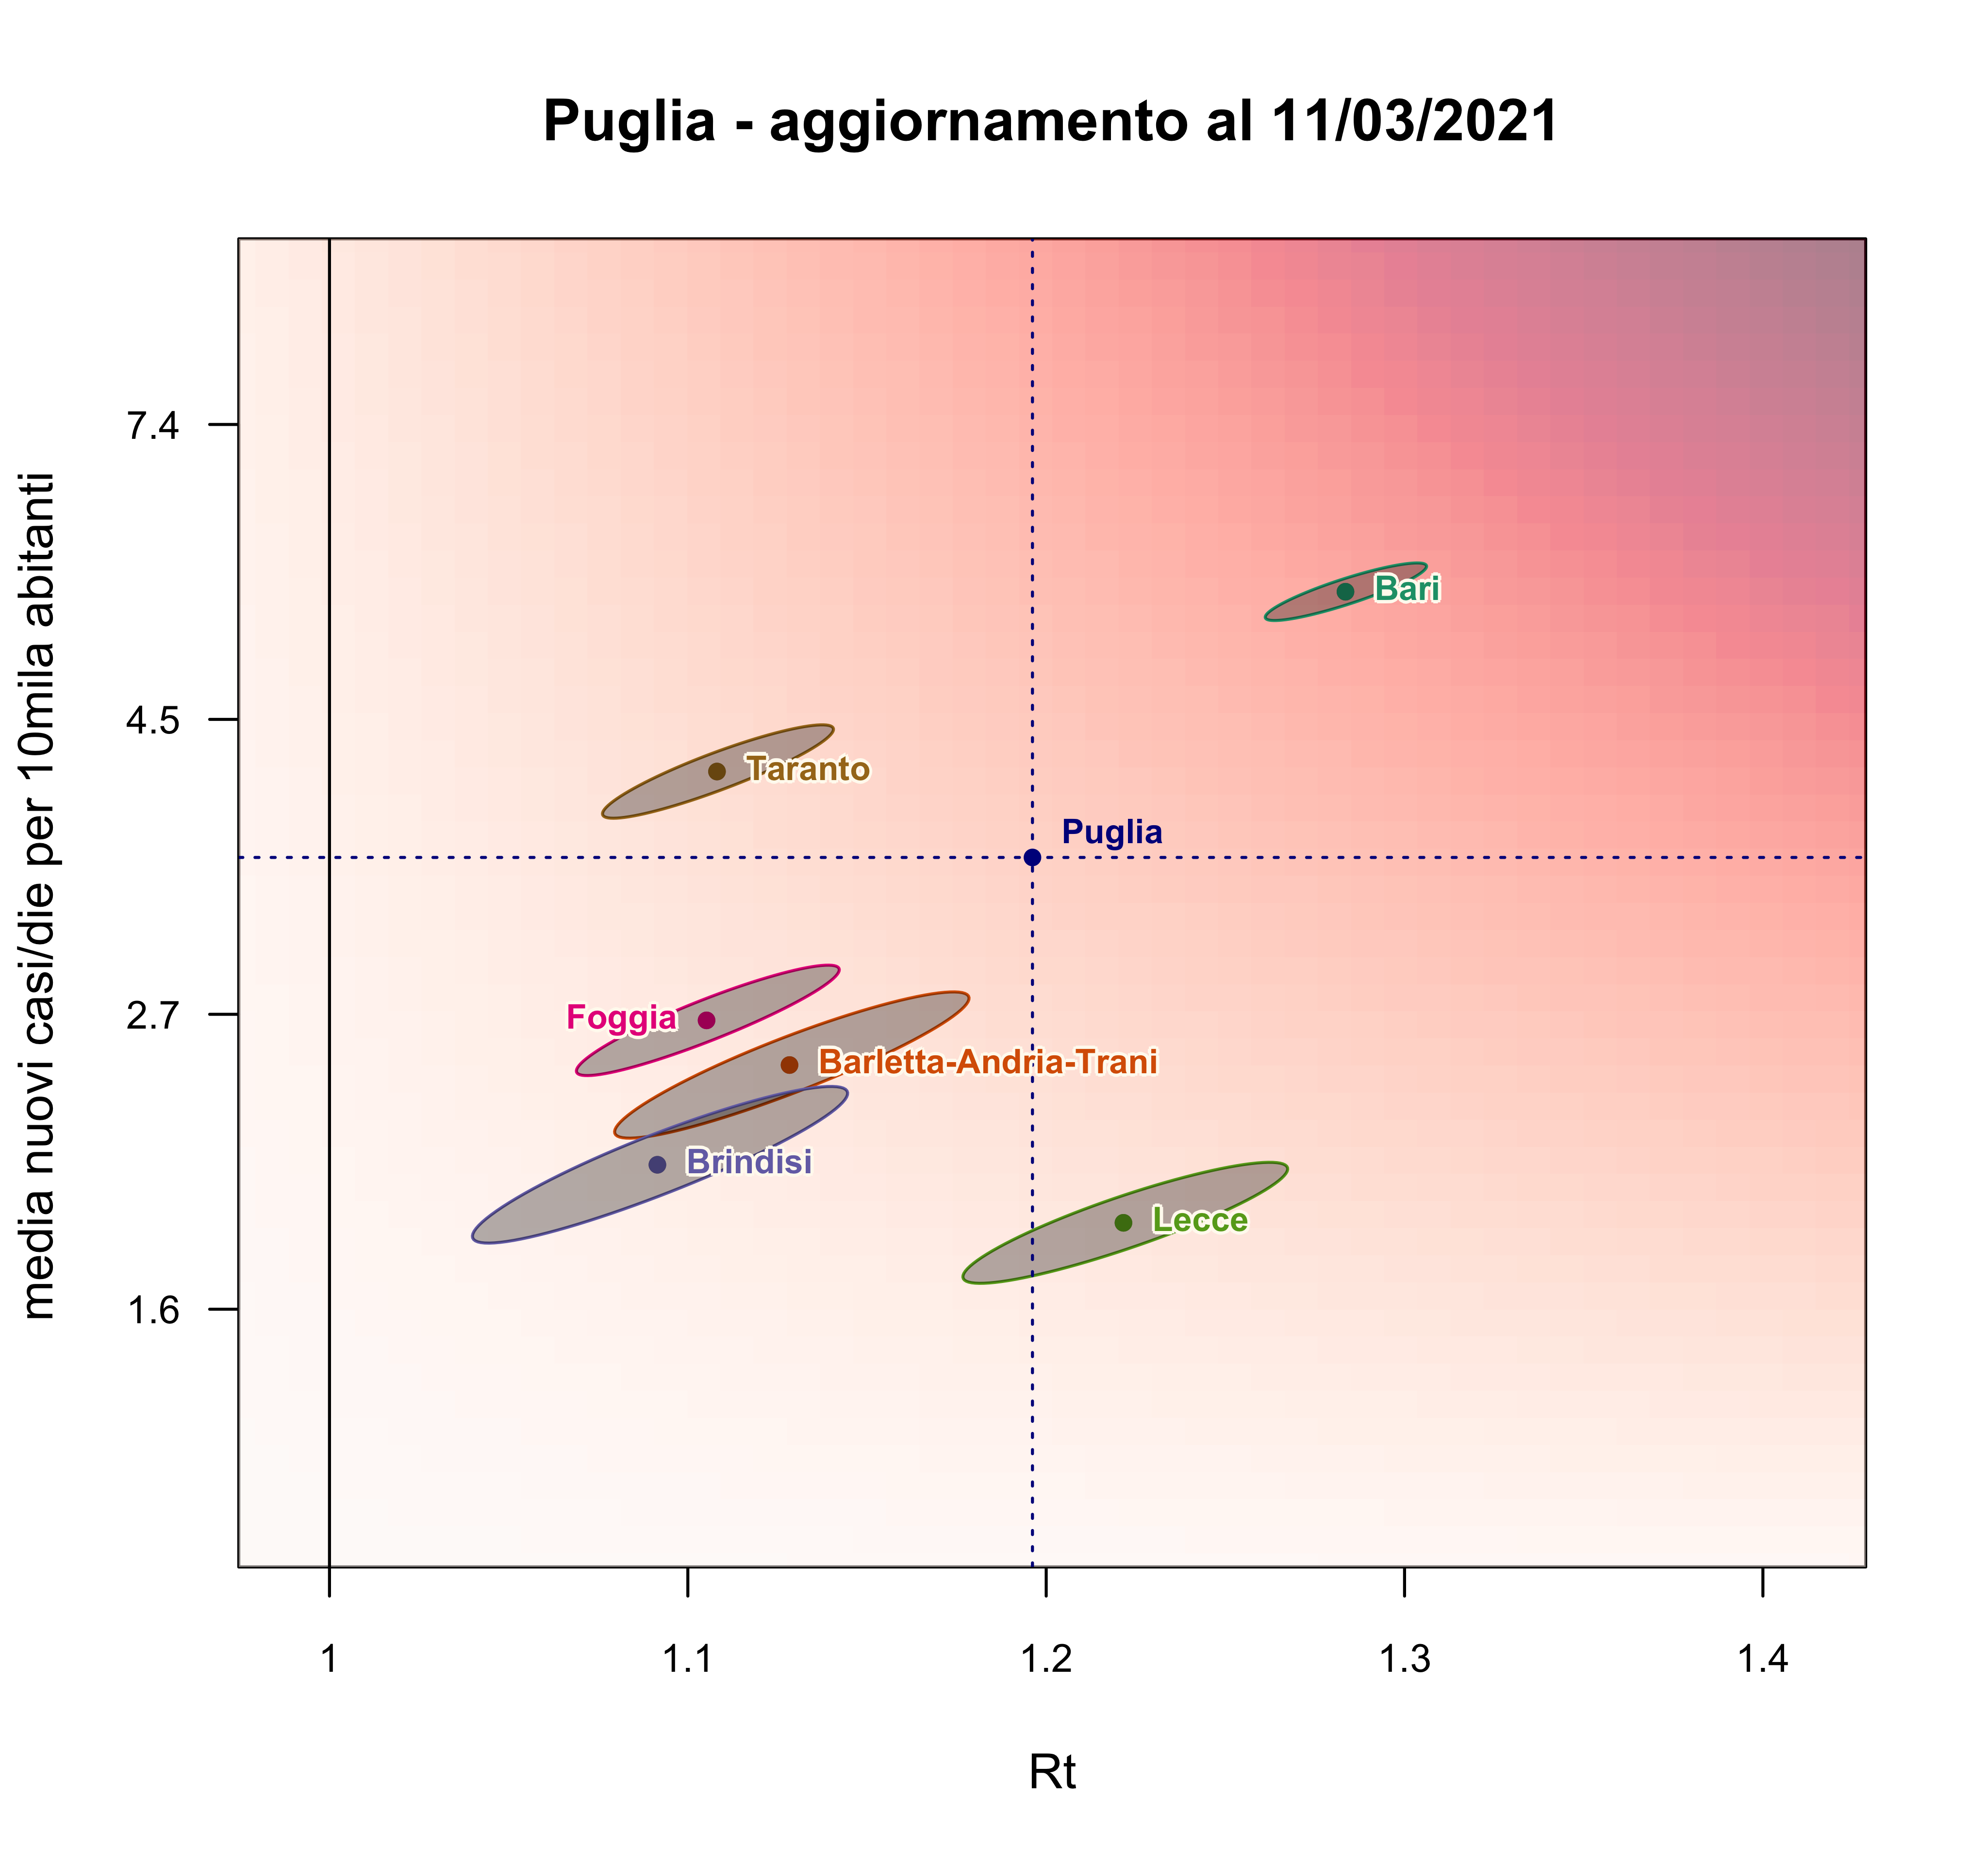 Puglia - aggiornamento al 11/03/2021
media nuovi casi/die per 10mila abitanti
7.4
4.5
2.7
1.6
Bari
Taranto
Puglia
Foggia
Barletta-Andria-Trani
Brindisi
Lecce
1
1.1
1.2
1.3
1.4
Rt